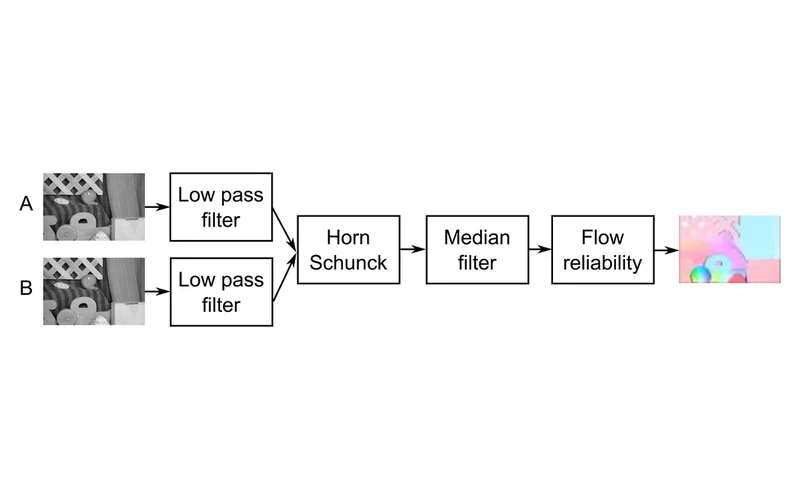 A
Low pass
filter
B
Low pass
filter
Horn
Schunck
Median
filter
Flow
reliability